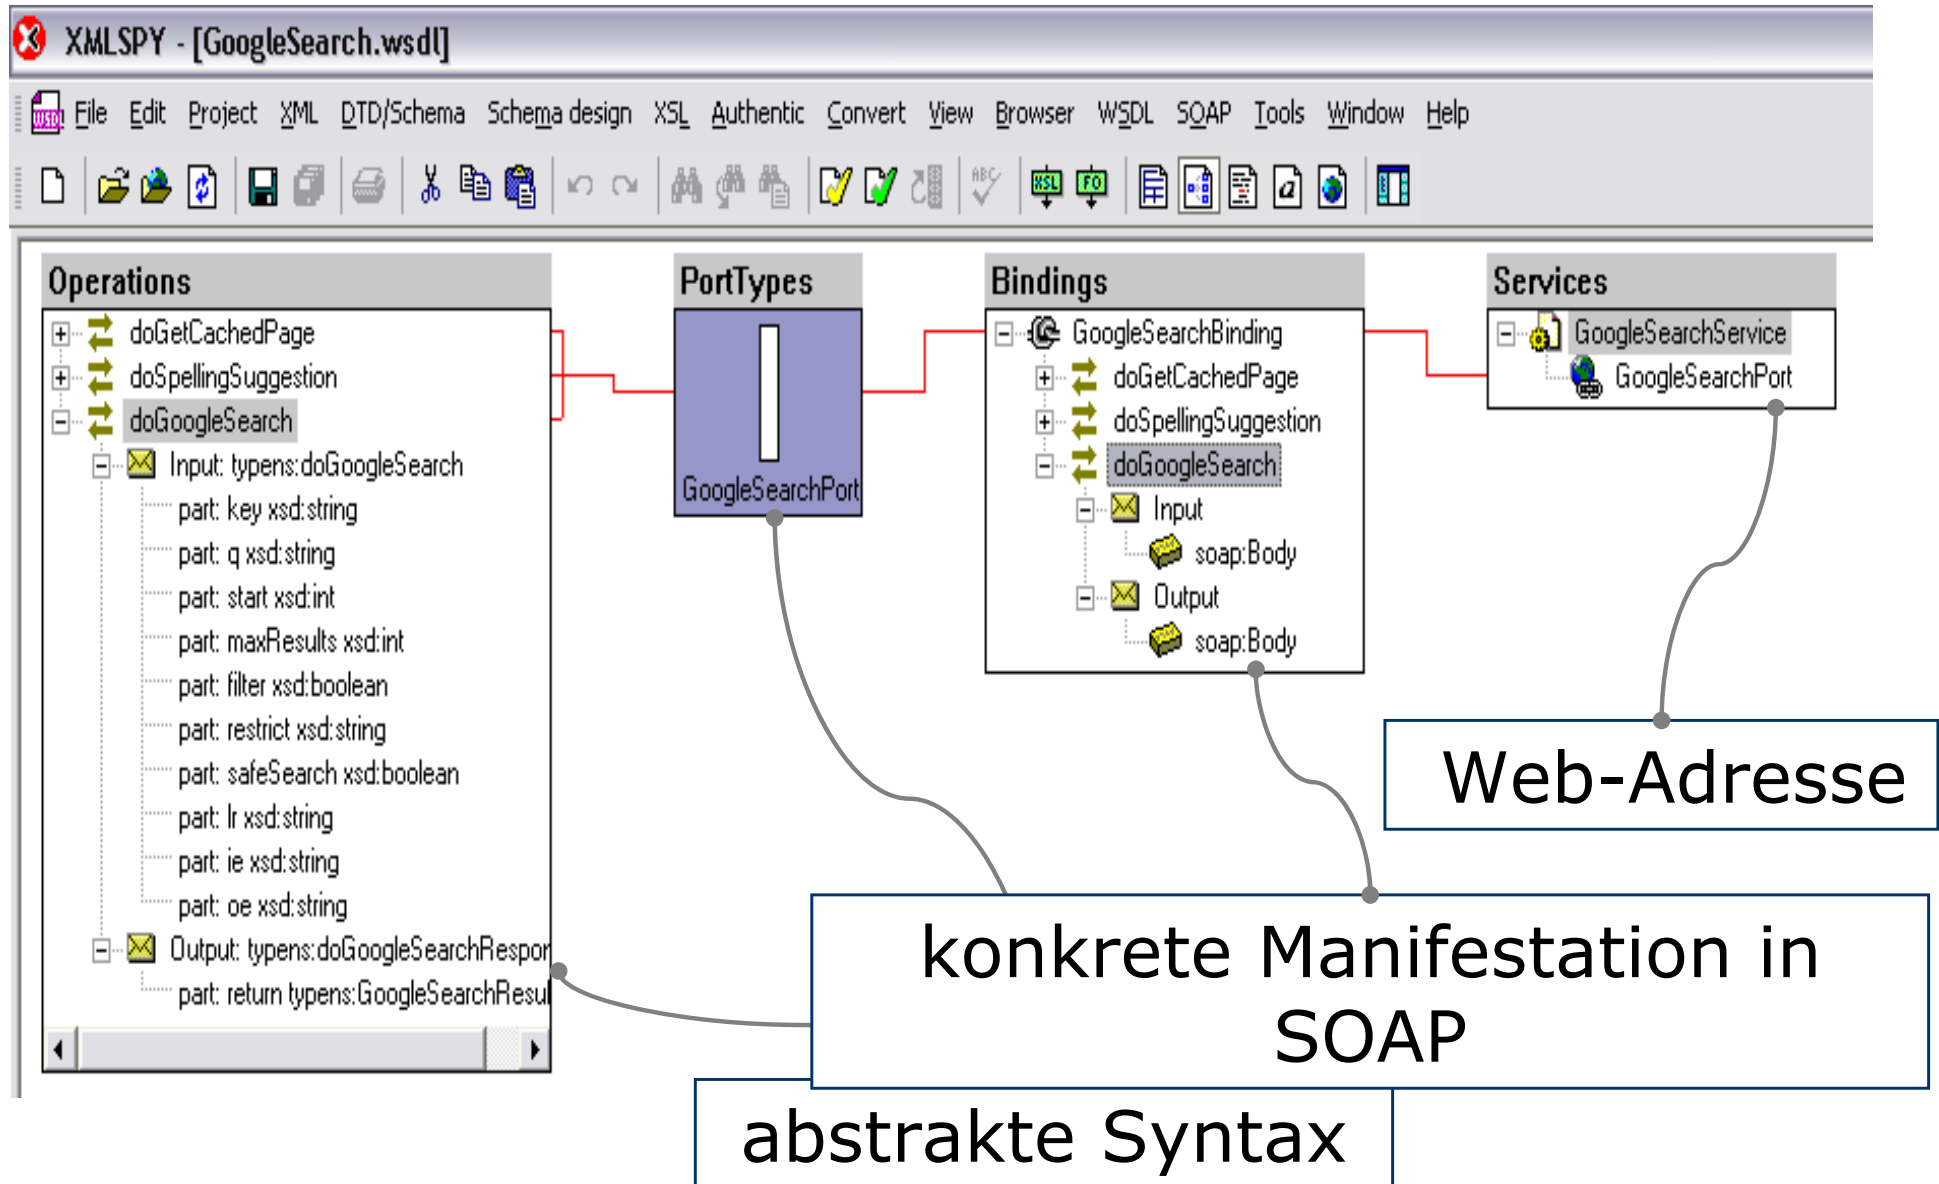 XMLSPY - [GoogleSearch.wsdl]
File Edit Project XML DTD/Schema Schema design XSL Authentic Convert View Browser WSDL SOAP Tools Window Help
ABC
XSL FO
a
Operations
doGetCachedPage
doSpellingSuggestion
doGoogleSearch
Input: typens:doGoogleSearch
part: key xsd:string
part: q xsd:string
part: start xsd:int
part: maxResults xsd:int
part: filter xsd:boolean
part: restrict xsd:string
part: safeSearch xsd:boolean
part: lr xsd:string
part: ie xsd:string
part: oe xsd:string
Output: typens:doGoogleSearchRespor
part: return typens:GoogleSearchResul
PortTypes
GoogleSearchPort
Bindings
GoogleSearchBinding
doGetCachedPage
doSpellingSuggestion
doGoogleSearch
Input
soap:Body
Output
soap:Body
Services
GoogleSearchService
GoogleSearchPort
Web-Adresse
konkrete Manifestation in
SOAP
abstrakte Syntax